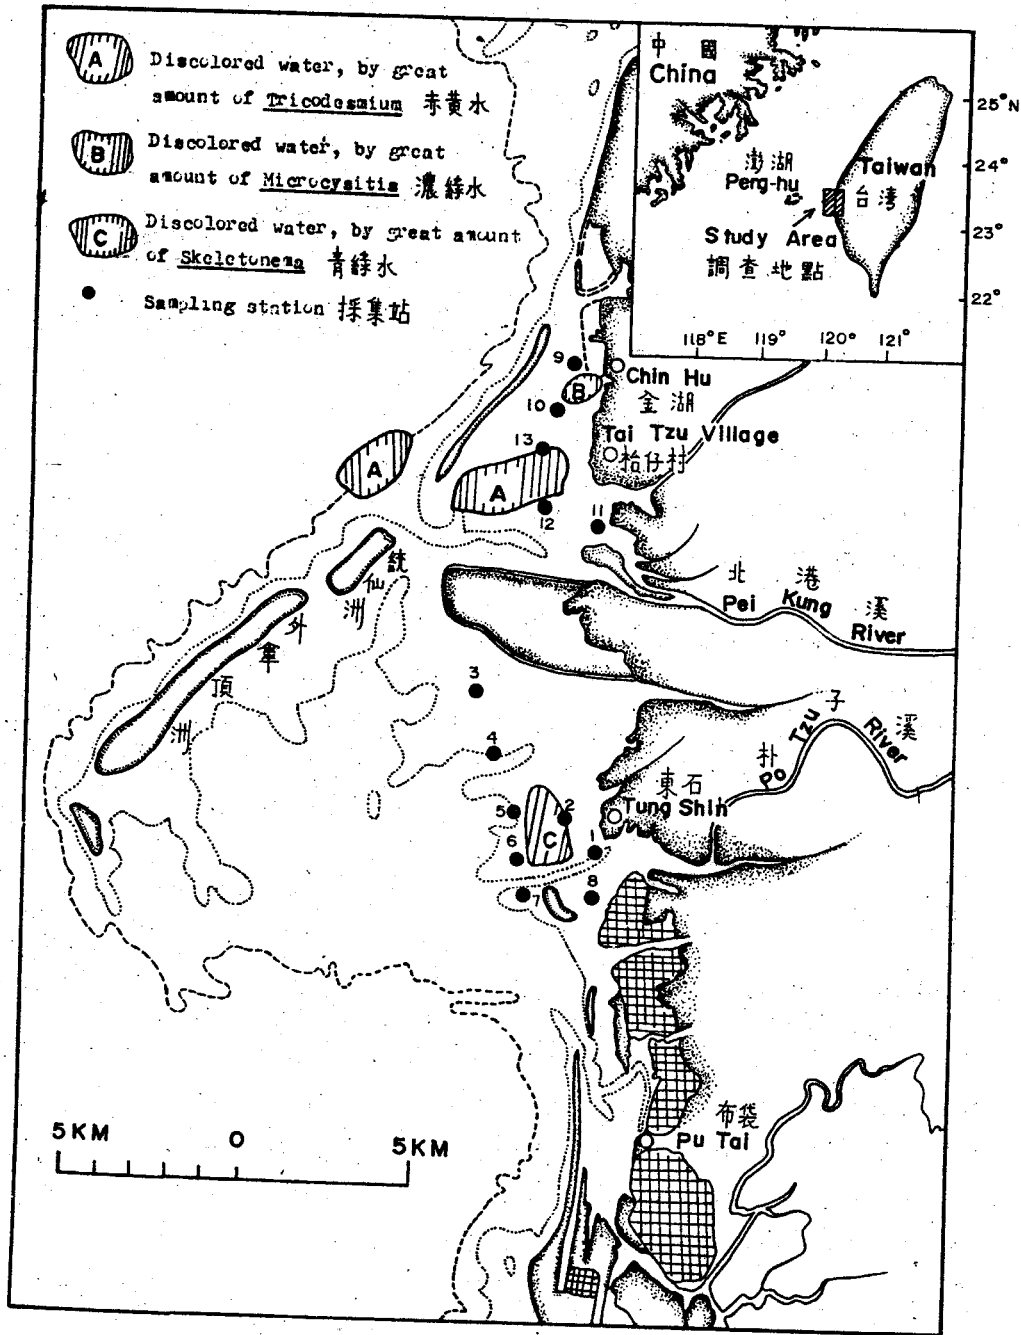 A
Discolored water, by great
amount of Tricodesmium 赤黃水
B
Discolored water, by great
amount of Microcysitis 濃綠水
C
Discolored water, by great amount
of Skeletonema 青綠水
Sampling station 採集站
中國
China
澎湖
Perg-hu
Taiwan
台灣
Study Area
調查地點
25°N
24°
23°
22°
118°E 119° 120° 121°
9
B
Chin Hu
金湖
10
13
Tai Tzu Village
枱仔村
A
A
12
11
統仙洲
北港溪
Pei Kung River
外傘頂洲
3
4
朴子溪
Po Tzu River
東石
Tung Shin
5
2
C
6
1
7
8
布袋
Pu Tai
5KM 0 5KM